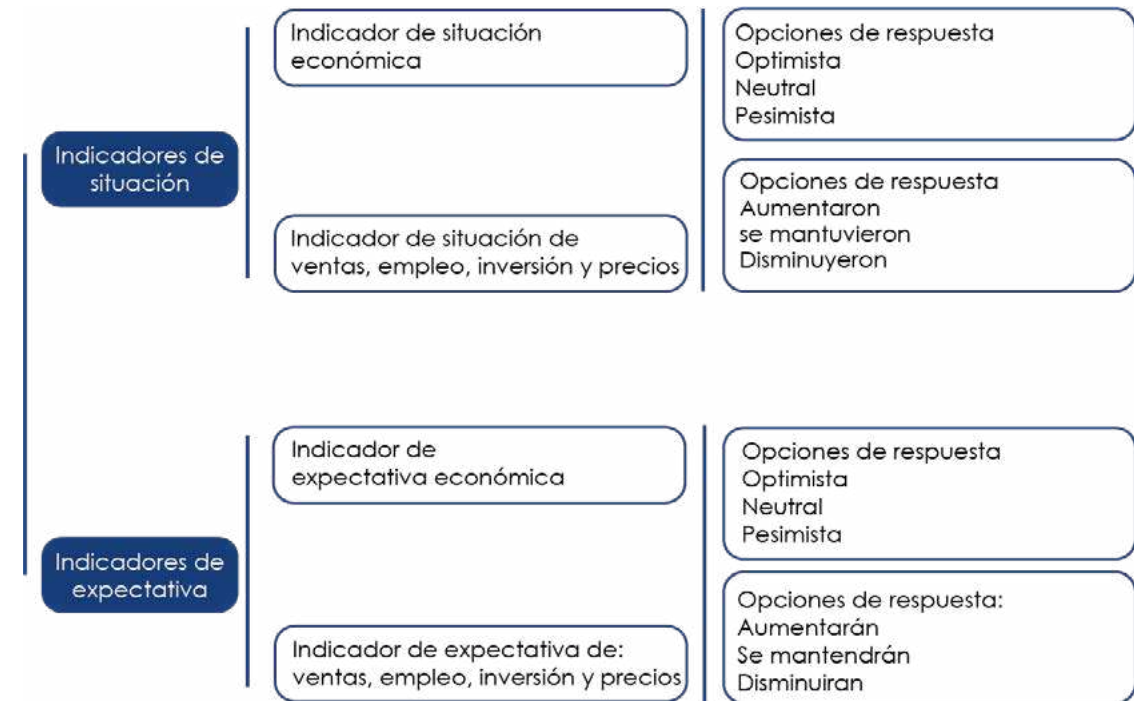 Indicadores de
situación
Indicador de situación
económica
Opciones de respuesta
Optimista
Neutral
Pesimista
Indicador de situación de
ventas, empleo, inversión y precios
Opciones de respuesta
Aumentaron
se mantuvieron
Disminuyeron
Indicadores de
expectativa
Indicador de
expectativa económica
Opciones de respuesta
Optimista
Neutral
Pesimista
Indicador de expectativa de:
ventas, empleo, inversión y precios
Opciones de respuesta:
Aumentarán
Se mantendrán
Disminuiran